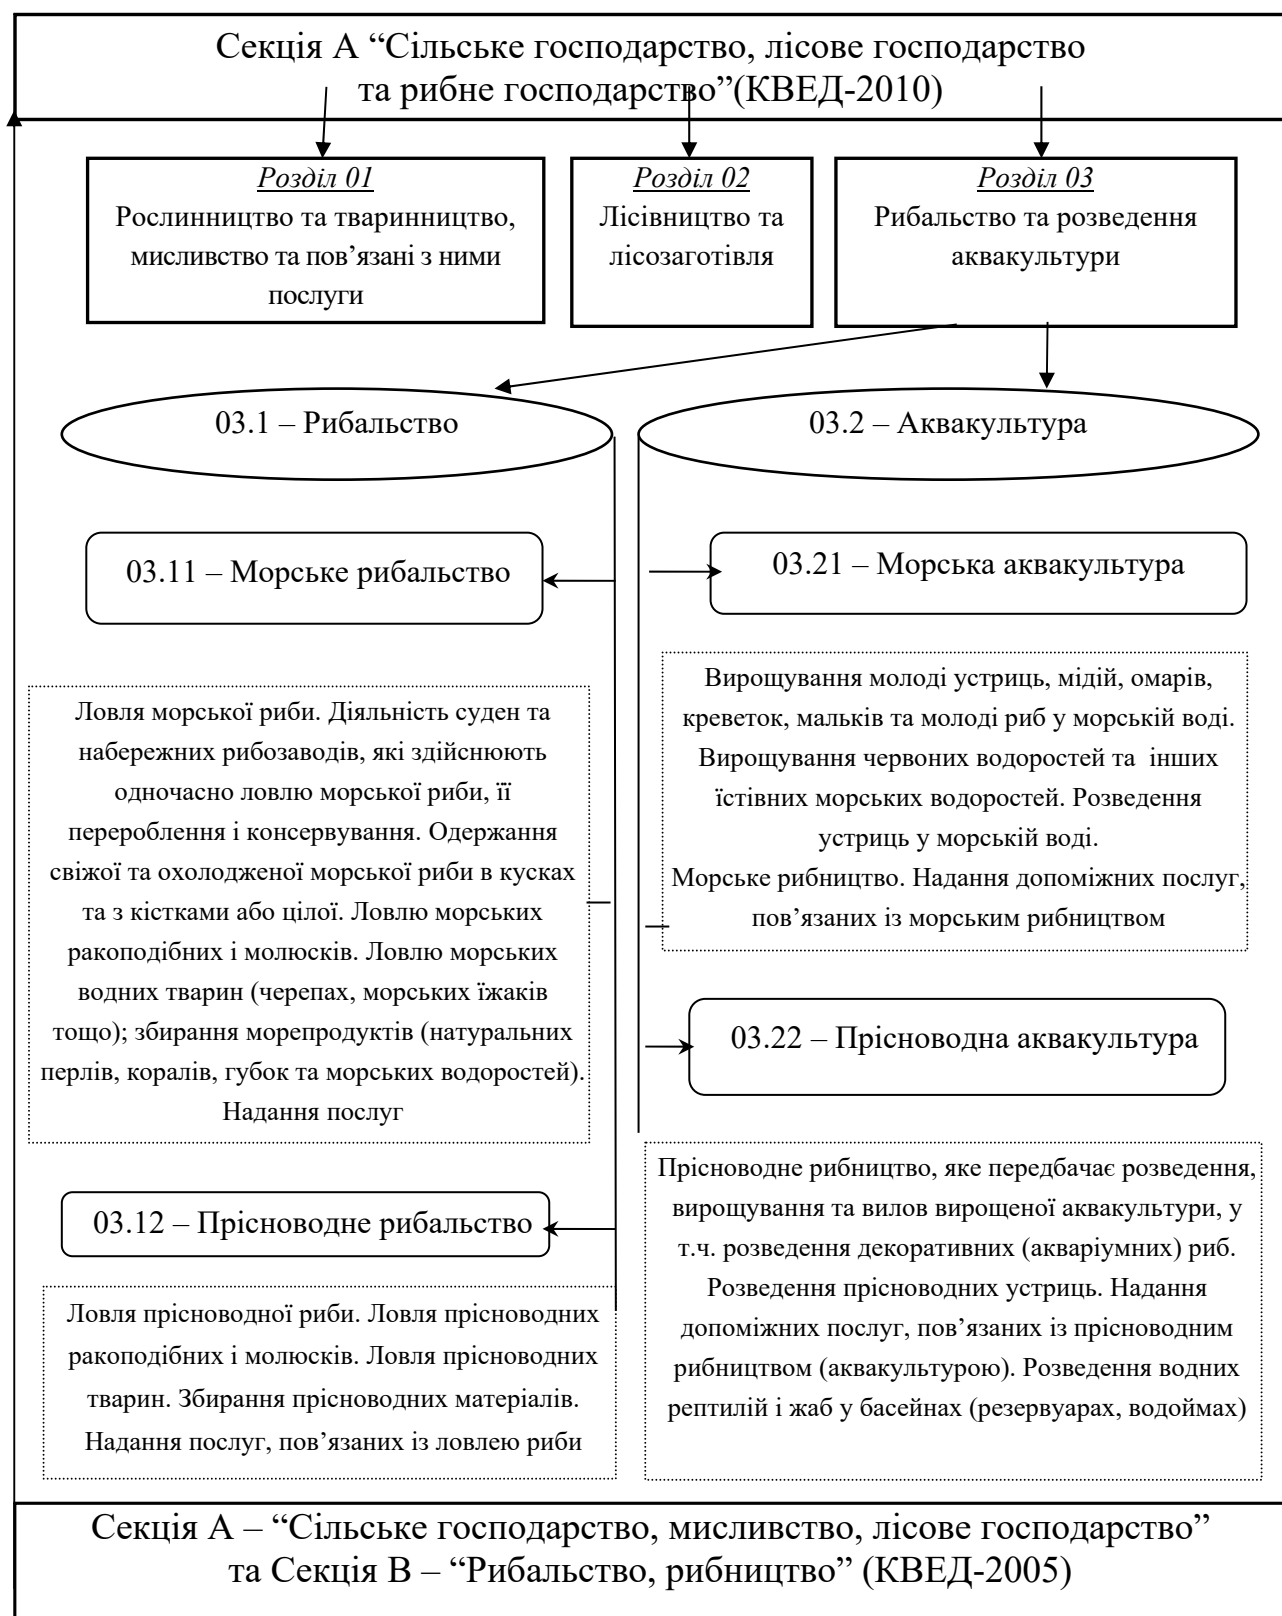 Секція А “Сільське господарство, лісове господарство
та рибне господарство”(КВЕД-2010)
Розділ 01
Рослинництво та тваринництво,
мисливство та пов’язані з ними
послуги
Розділ 02
Лісівництво та
лісозаготівля
Розділ 03
Рибальство та розведення
аквакультури
03.1 – Рибальство
03.2 – Аквакультура
03.11 – Морське рибальство
Ловля морської риби. Діяльність суден та
набережних рибозаводів, які здійснюють
одночасно ловлю морської риби, її
перероблення і консервування. Одержання
свіжої та охолодженої морської риби в кусках
та з кістками або цілої. Ловлю морських
ракоподібних і молюсків. Ловлю морських
водних тварин (черепах, морських їжаків
тощо); збирання морепродуктів (натуральних
перлів, коралів, губок та морських водоростей).
Надання послуг
03.12 – Прісноводне рибальство
Ловля прісноводної риби. Ловля прісноводних
ракоподібних і молюсків. Ловля прісноводних
тварин. Збирання прісноводних матеріалів.
Надання послуг, пов’язаних із ловлею риби
03.21 – Морська аквакультура
Вирощування молоді устриць, мідій, омарів,
креветок, мальків та молоді риб у морській воді.
Вирощування червоних водоростей та інших
їстівних морських водоростей. Розведення
устриць у морській воді.
Морське рибництво. Надання допоміжних послуг,
пов’язаних із морським рибництвом
03.22 – Прісноводна аквакультура
Прісноводне рибництво, яке передбачає розведення,
вирощування та вилов вирощеної аквакультури, у
т.ч. розведення декоративних (акваріумних) риб.
Розведення прісноводних устриць. Надання
допоміжних послуг, пов’язаних із прісноводним
рибництвом (аквакультурою). Розведення водних
рептилій і жаб у басейнах (резервуарах, водоймах)
Секція А – “Сільське господарство, мисливство, лісове господарство”
та Секція В – “Рибальство, рибництво” (КВЕД-2005)